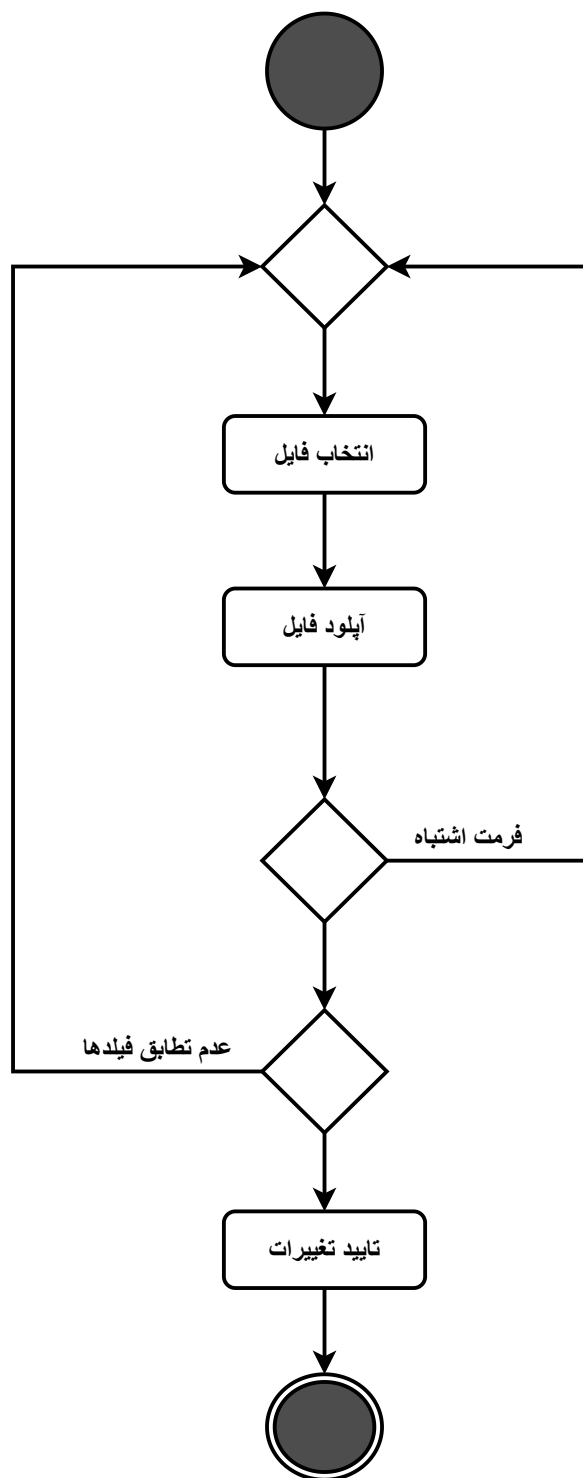 انتخاب فایل
آپلود فایل
فرمت اشتباه
عدم تطابق فیلدها
تایید تغییرات